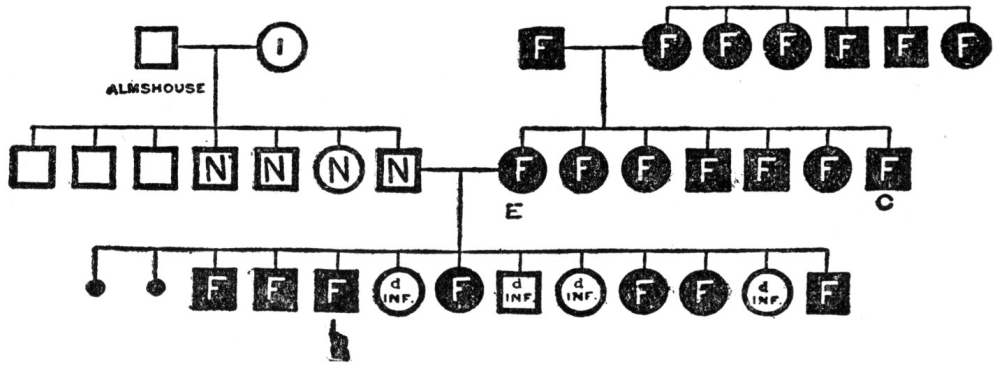 I F F F F F F F
ALMSHOUSE
N N N N F F F F F F F
E C
F F F d INF. F d INF. d INF. F F d INF. F